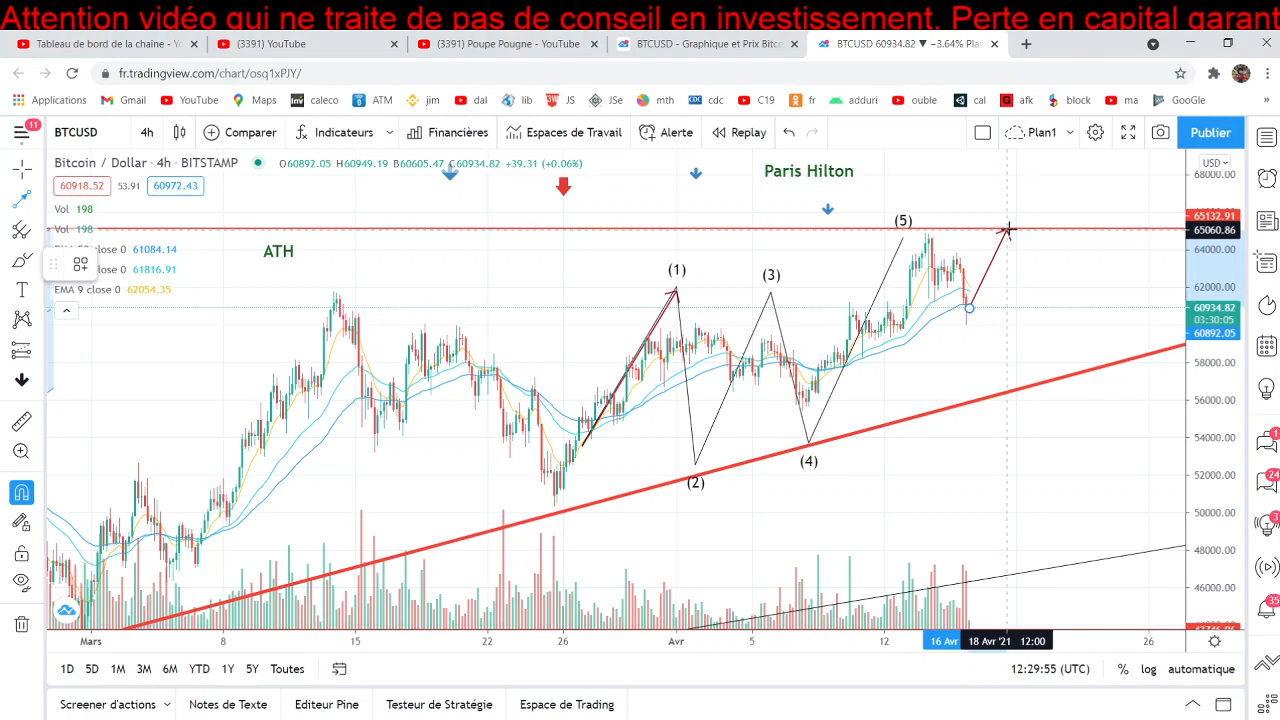 Attention vidéo qui ne traite de pas de conseil en investissement. Perte en capital garant
Tableau de bord de la chaîne - Yo
(3391) YouTube
(3391) Poupe Pougne - YouTube
BTCUSD - Graphique et Prix Bitco
BTCUSD 60934.82 ▼ −3.64% Plan
fr.tradingview.com/chart/osq1xPJY/
Applications Gmail YouTube Maps caleco ATM jim dal lib JS JSe mth cdc C19 fr adduri ouble cal afk block ma GooGle
11
BTCUSD 4h Comparer Indicateurs Financières Espaces de Travail Alerte Replay Plan1 Publier
Bitcoin / Dollar · 4h · BITSTAMP O60892.05 H60949.19 B60605.47 C60934.82 +39.31 (+0.06%)
60918.52 53.91 60972.43
Vol 198
Vol 198
61084.14
close 0 61816.91
EMA 9 close 0 62054.35
Paris Hilton
ATH
(1)
(2)
(3)
(4)
(5)
USD
68000.00
65132.91
65060.86
64000.00
62000.00
60934.82
03:30:05
60892.05
58000.00
56000.00
54000.00
52000.00
50000.00
48000.00
46000.00
Mars 8 15 22 26 Avr 5 12 16 Avr 18 Avr '21 12:00 26
1D 5D 1M 3M 6M YTD 1Y 5Y Toutes 12:29:55 (UTC) % log automatique
Screener d'actions Notes de Texte Editeur Pine Testeur de Stratégie Espace de Trading
1
24
3
35